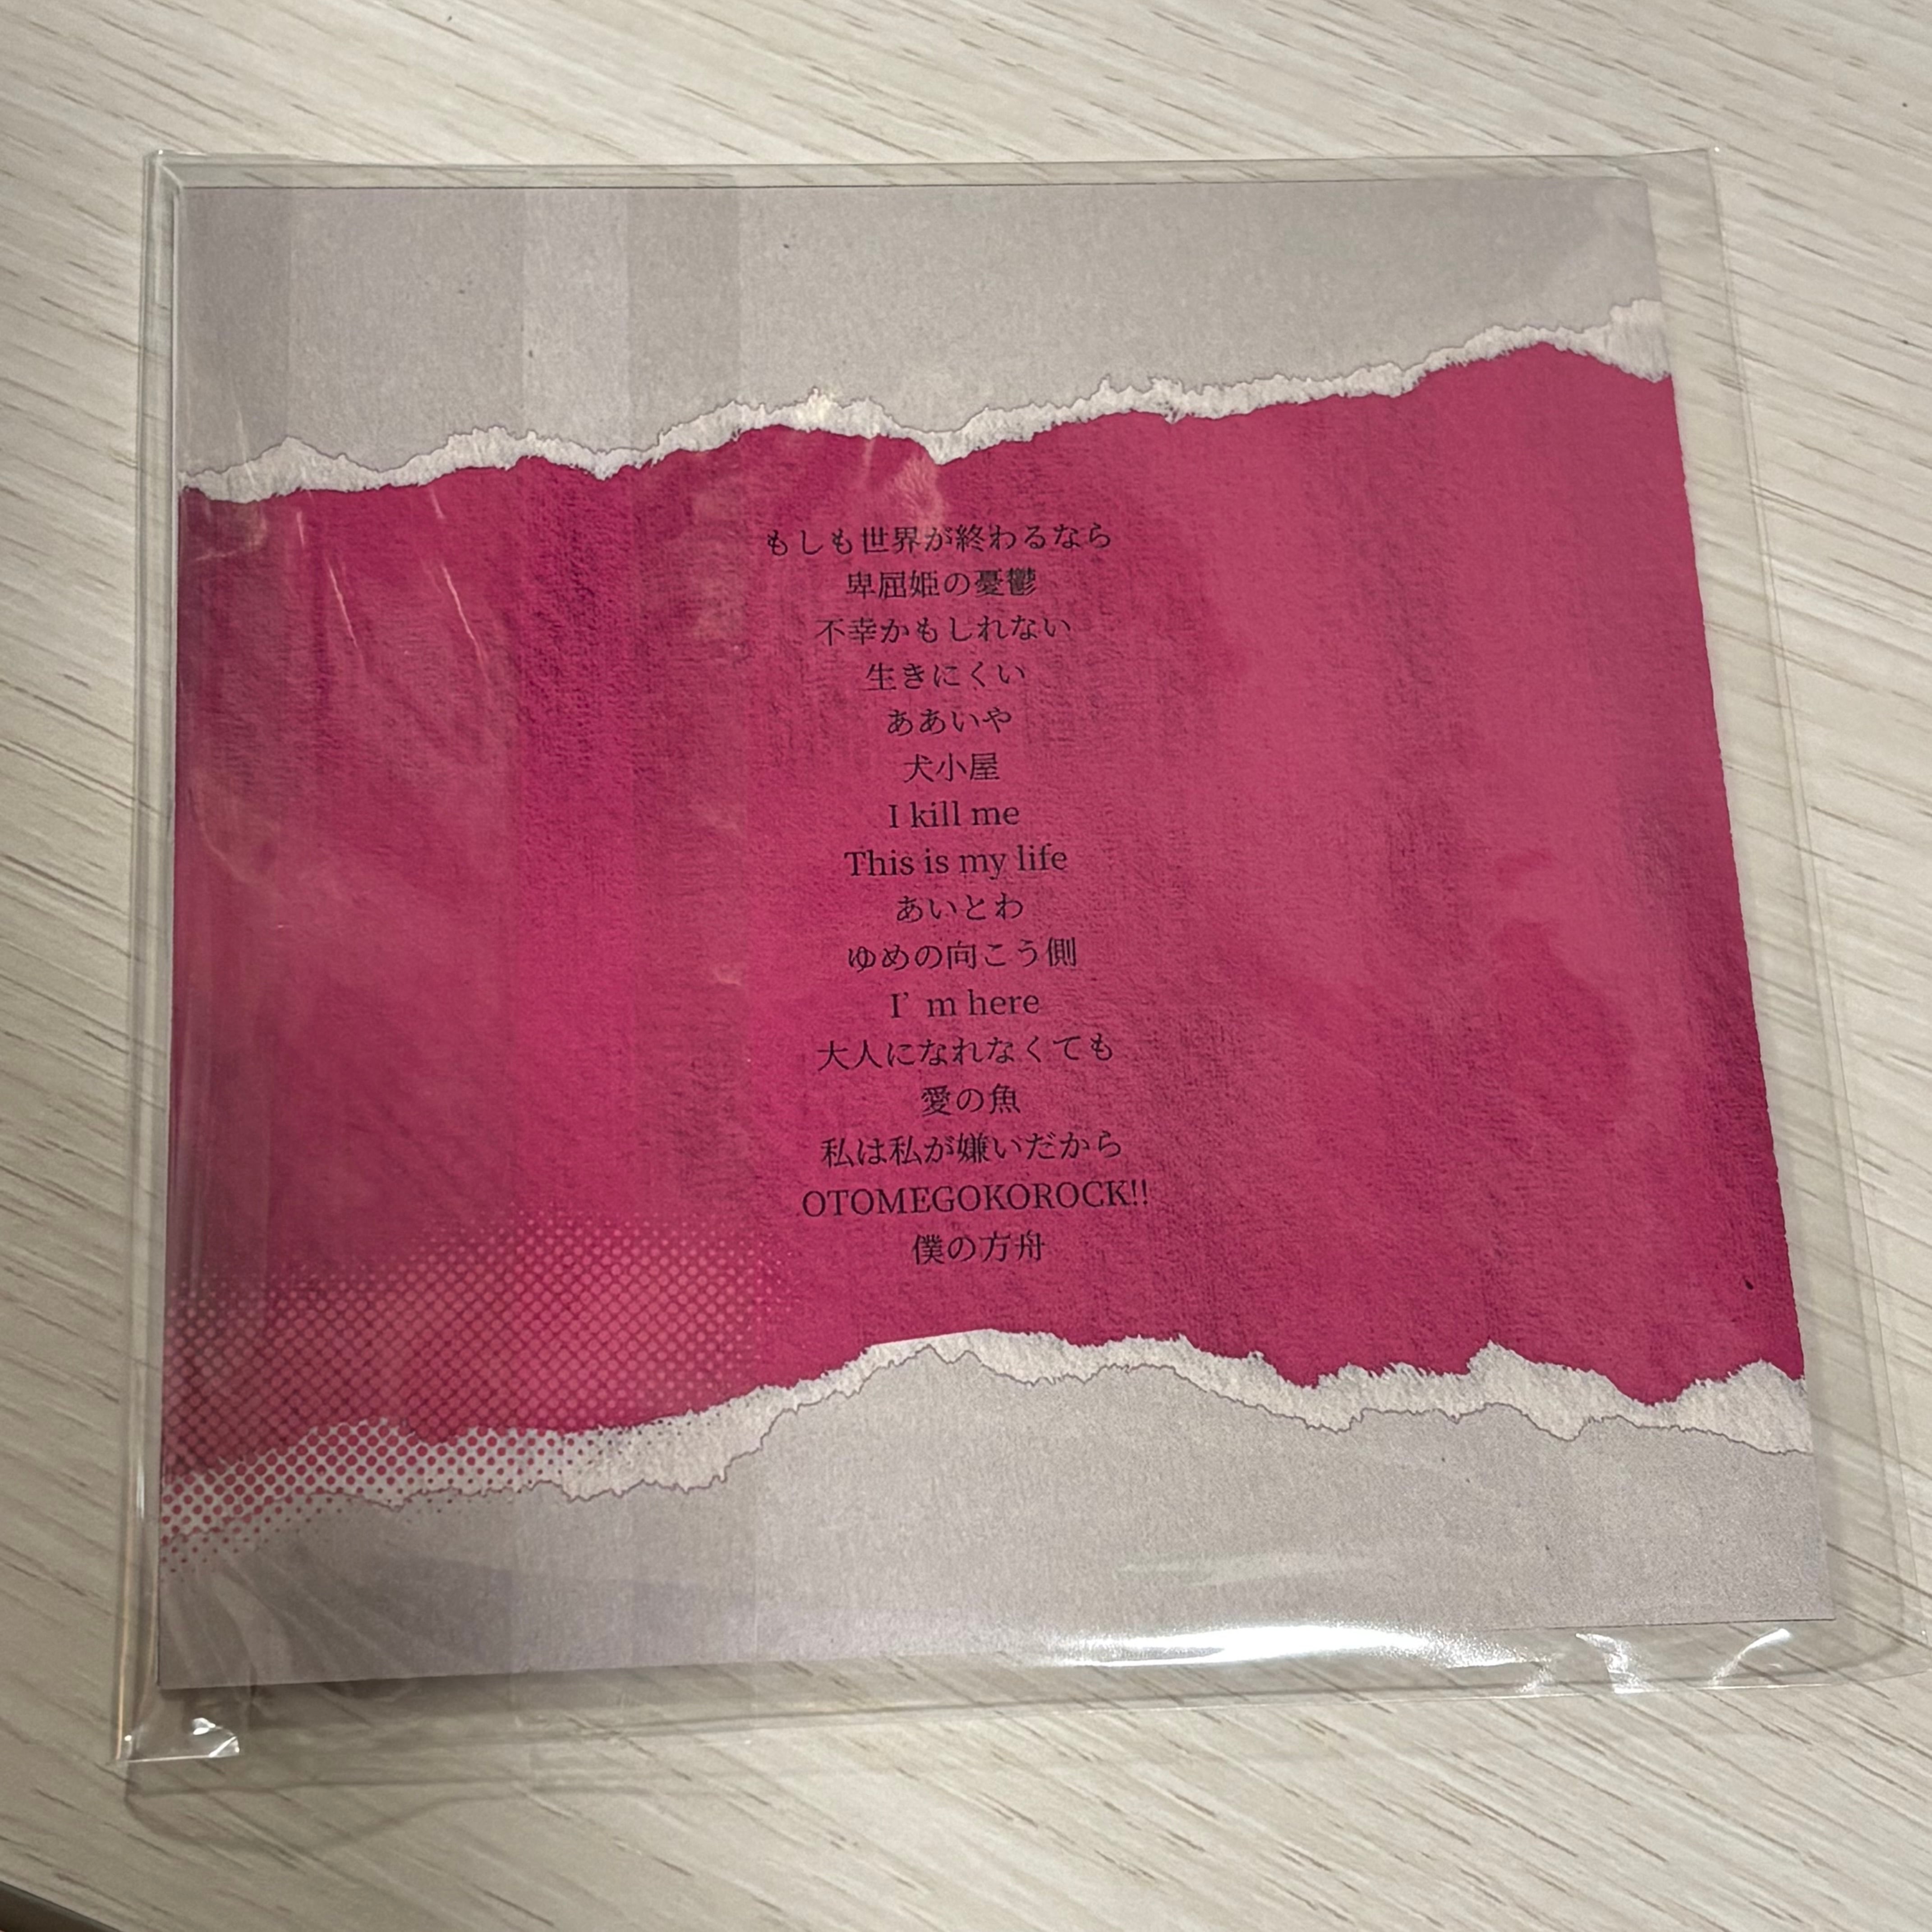 もしも世界が終わるなら
卑屈姫の憂鬱
不幸かもしれない
生きにくい
ああいや
犬小屋
I kill me
This is my life
あいとわ
ゆめの向こう側
I’m here
大人になれなくても
愛の魚
私は私が嫌いだから
OTOMEGOKOROCK!!
僕の方舟